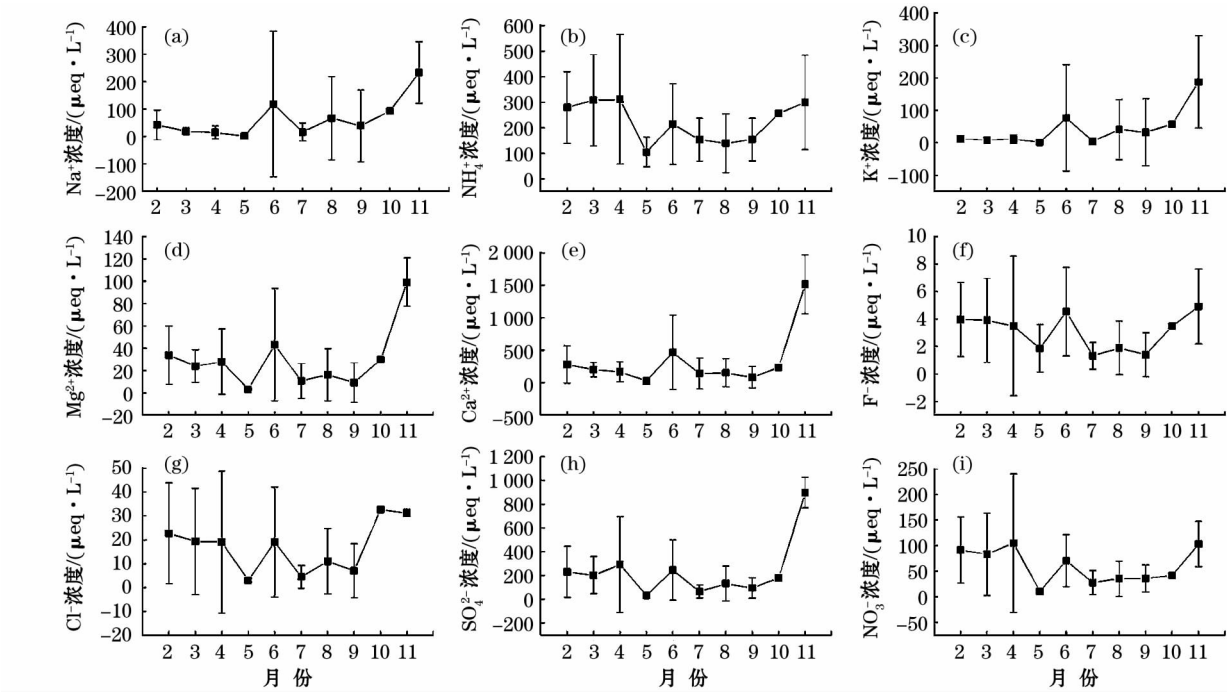 (a)
Na⁺浓度/(μeq·L⁻¹)
400
300
200
100
0
−100
−200
2 3 4 5 6 7 8 9 10 11
(b)
NH₄⁺浓度/(μeq·L⁻¹)
600
500
400
300
200
100
0
2 3 4 5 6 7 8 9 10 11
(c)
K⁺浓度/(μeq·L⁻¹)
400
300
200
100
0
−100
2 3 4 5 6 7 8 9 10 11
(d)
Mg²⁺浓度/(μeq·L⁻¹)
140
120
100
80
60
40
20
0
−20
2 3 4 5 6 7 8 9 10 11
(e)
Ca²⁺浓度/(μeq·L⁻¹)
2 000
1 500
1 000
500
0
−500
2 3 4 5 6 7 8 9 10 11
(f)
F⁻浓度/(μeq·L⁻¹)
10
8
6
4
2
0
−2
2 3 4 5 6 7 8 9 10 11
(g)
Cl⁻浓度/(μeq·L⁻¹)
50
40
30
20
10
0
−10
−20
2 3 4 5 6 7 8 9 10 11
月 份
(h)
SO₄²⁻浓度/(μeq·L⁻¹)
1 200
1 000
800
600
400
200
0
−200
2 3 4 5 6 7 8 9 10 11
月 份
(i)
NO₃⁻浓度/(μeq·L⁻¹)
250
200
150
100
50
0
−50
2 3 4 5 6 7 8 9 10 11
月 份